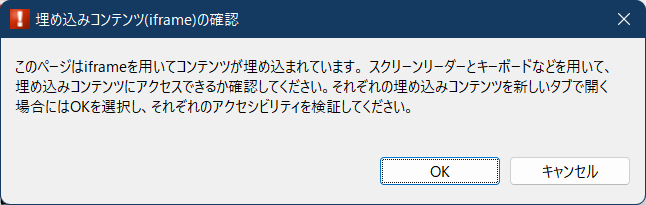 埋め込みコンテンツ(iframe)の確認
このページはiframeを用いてコンテンツが埋め込まれています。スクリーンリーダーとキーボードなどを用いて、
埋め込みコンテンツにアクセスできるか確認してください。それぞれの埋め込みコンテンツを新しいタブで開く
場合にはOKを選択し、それぞれのアクセシビリティを検証してください。
OK
キャンセル